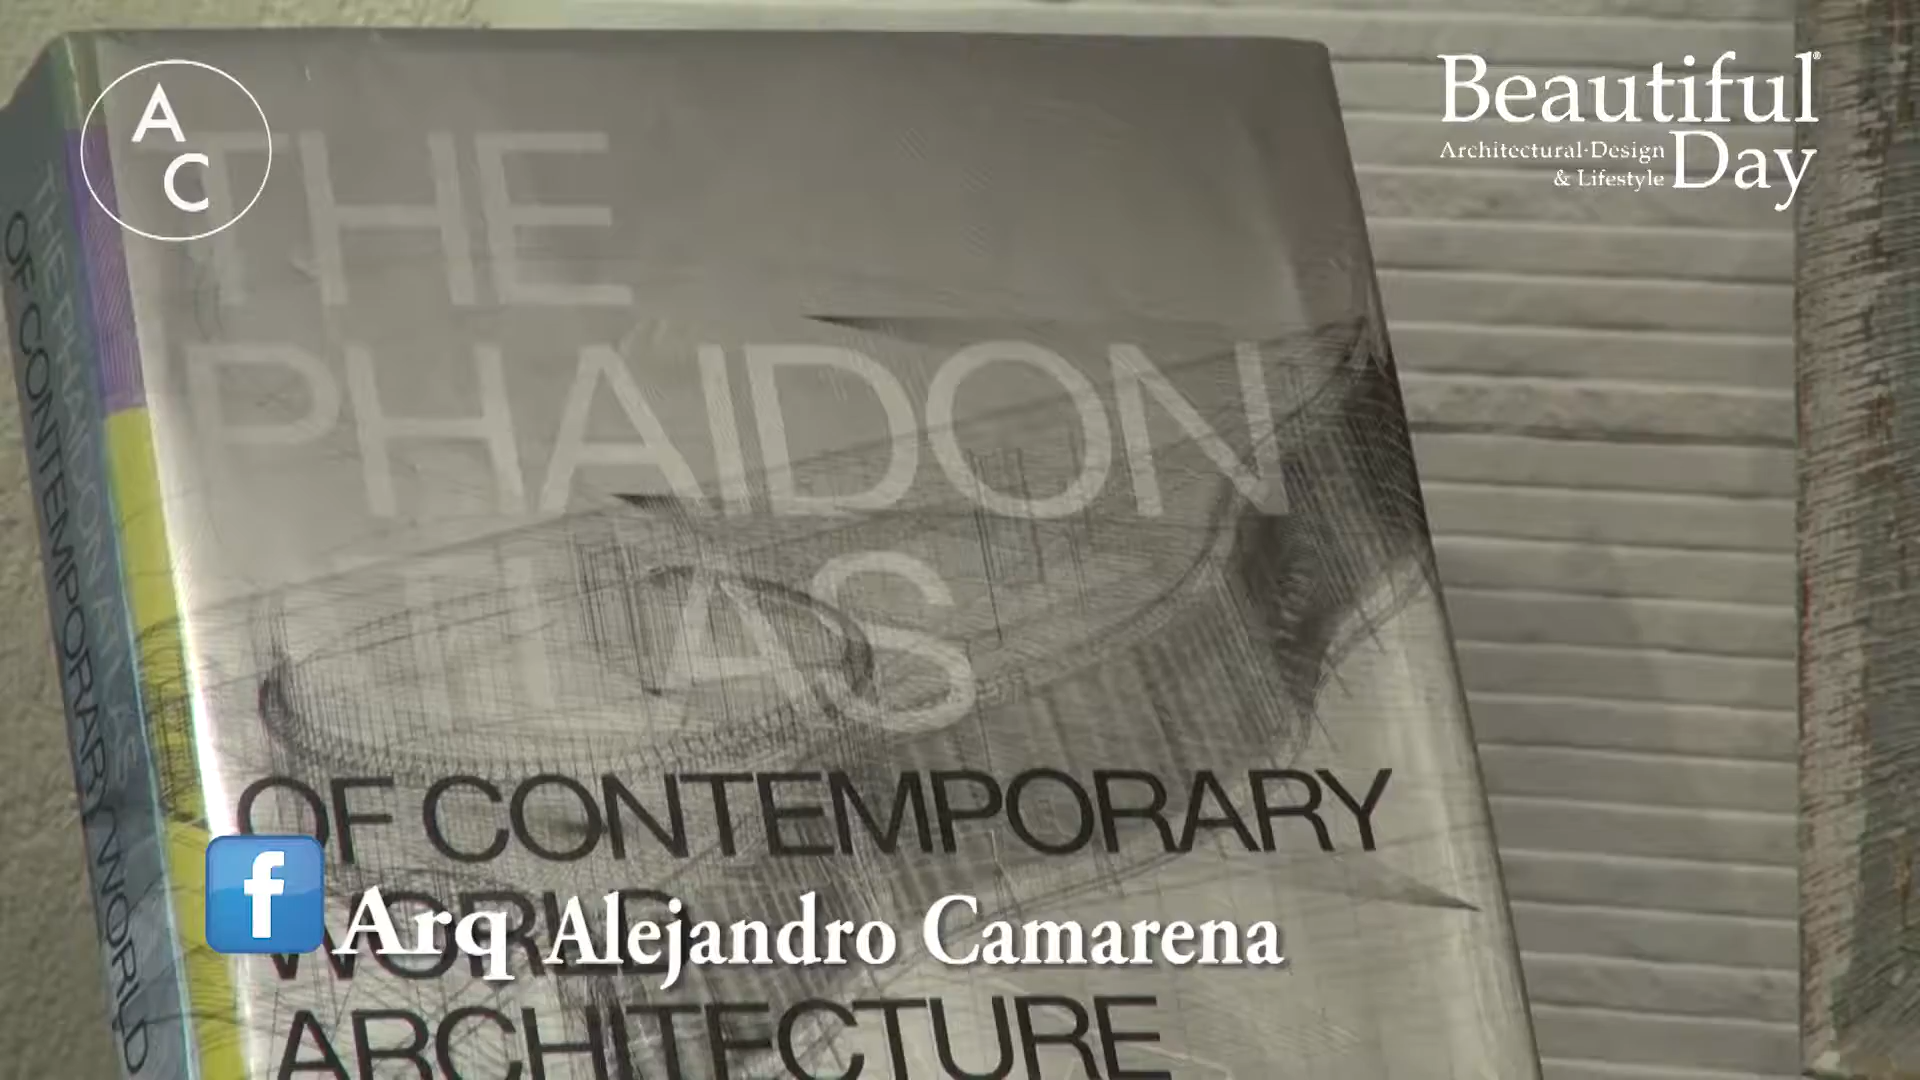 A
C
Beautiful®
Architectural·Design
& Lifestyle
Day
THE
PHAIDON
ATLAS
OF CONTEMPORARY
WORLD
ARCHITECTURE
f
Arq Alejandro Camarena
THE PHAIDON ATLAS
OF CONTEMPORARY WORLD